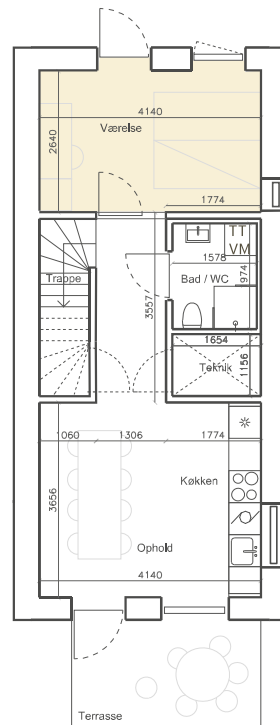 4140
Værelse
2640
1774
TT
1578
VM
Trappe
Bad / WC
974
3557
1654
Teknik
1156
1060
1306
1774
Køkken
3656
Ophold
4140
Terrasse